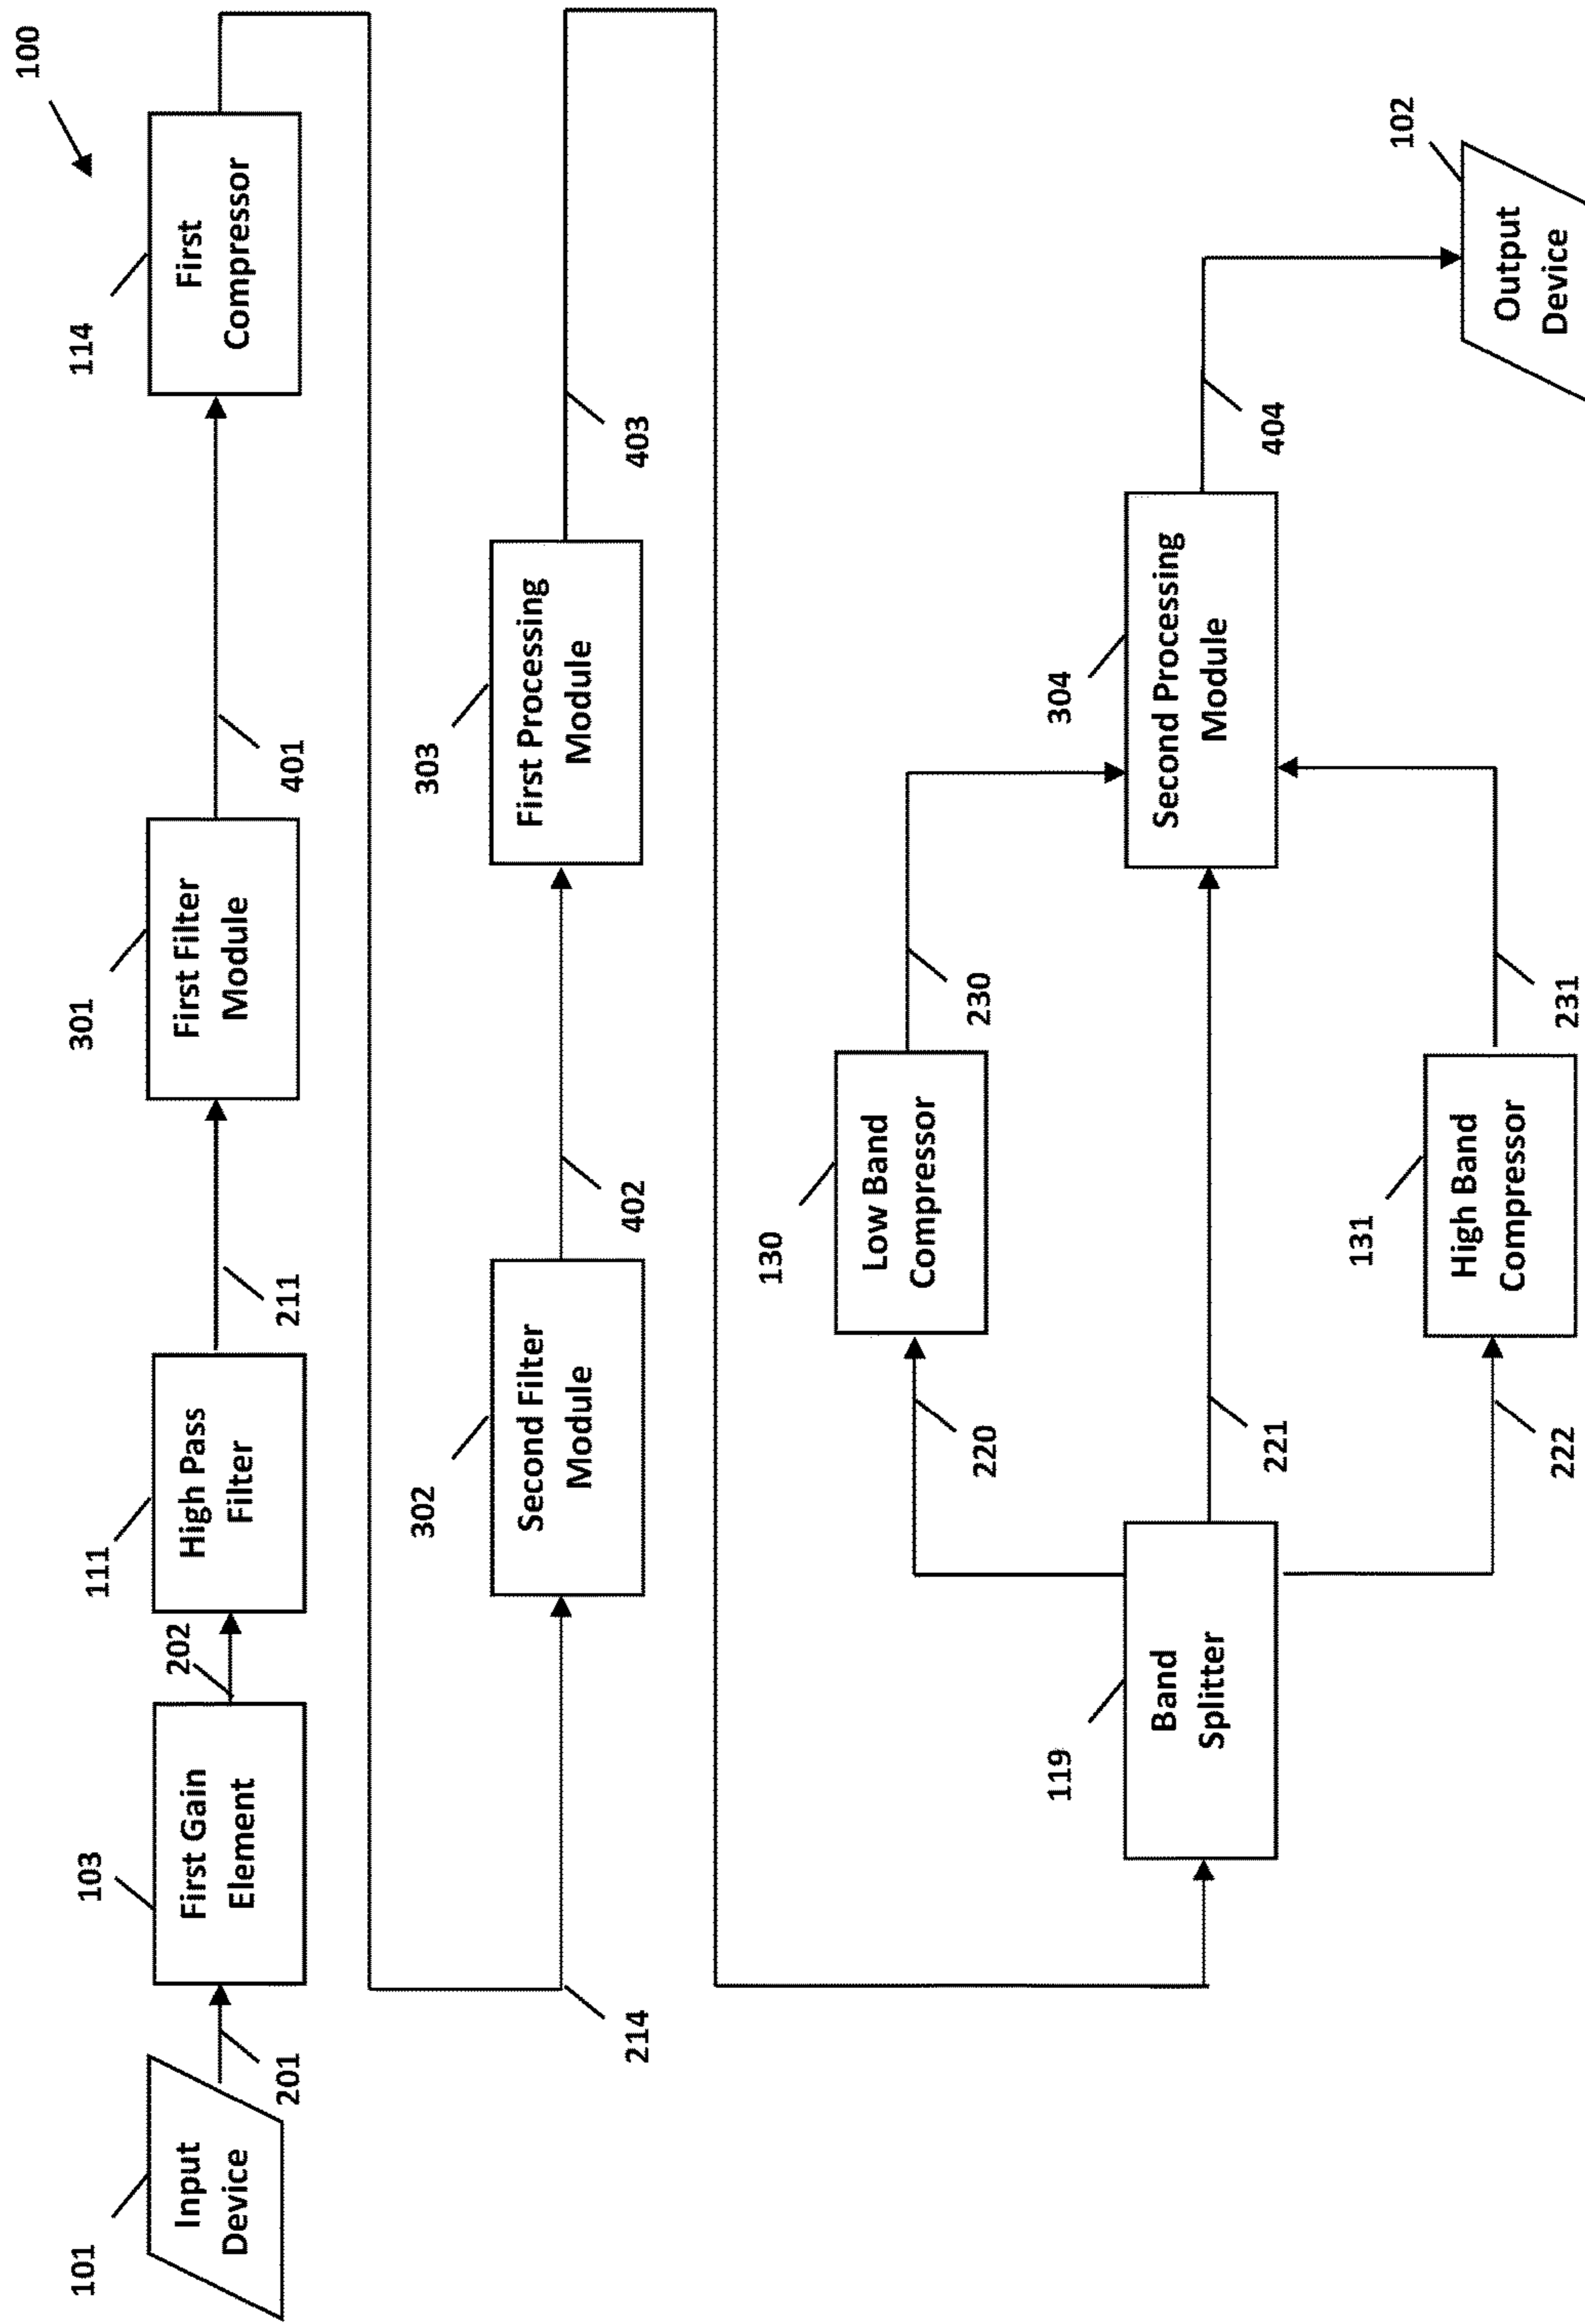 100
101
Input
Device
201
103
First Gain
Element
202
111
High Pass
Filter
211
301
First Filter
Module
401
114
First
Compressor
214
302
Second Filter
Module
402
303
First Processing
Module
403
119
Band
Splitter
220
130
Low Band
Compressor
230
221
222
131
High Band
Compressor
231
304
Second Processing
Module
404
102
Output
Device